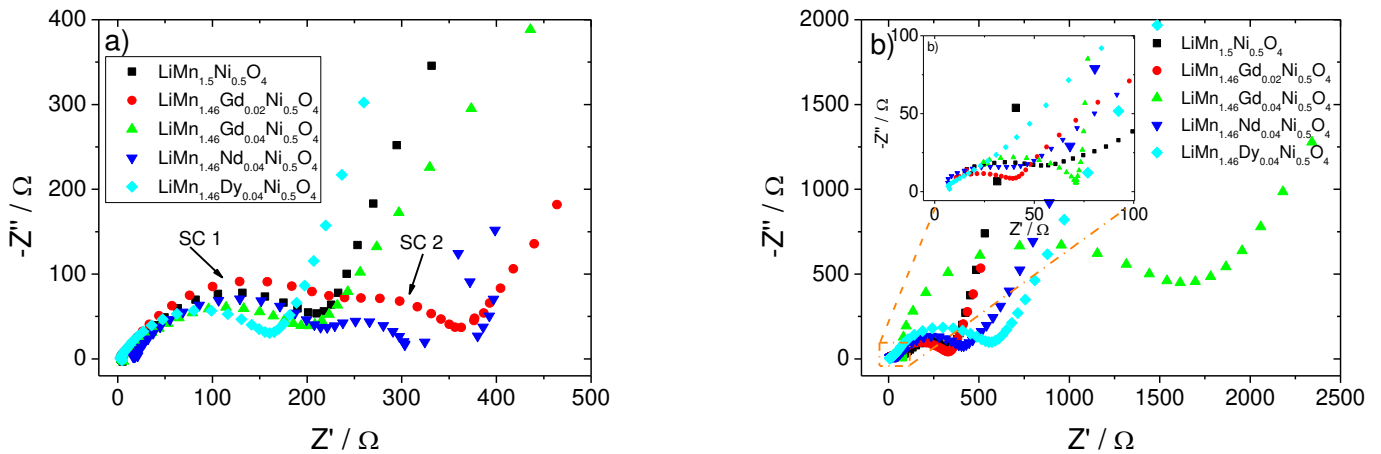 a)
LiMn1.5Ni0.5O4
LiMn1.46Gd0.02Ni0.5O4
LiMn1.46Gd0.04Ni0.5O4
LiMn1.46Nd0.04Ni0.5O4
LiMn1.46Dy0.04Ni0.5O4
SC 1
SC 2
400
300
200
100
0
-Z'' / Ω
0 100 200 300 400 500
Z' / Ω
b)
LiMn1.5Ni0.5O4
LiMn1.46Gd0.02Ni0.5O4
LiMn1.46Gd0.04Ni0.5O4
LiMn1.46Nd0.04Ni0.5O4
LiMn1.46Dy0.04Ni0.5O4
b)
100
50
0
-Z'' / Ω
0 50 100
Z' / Ω
2000
1500
1000
500
0
-Z'' / Ω
0 500 1000 1500 2000 2500
Z' / Ω